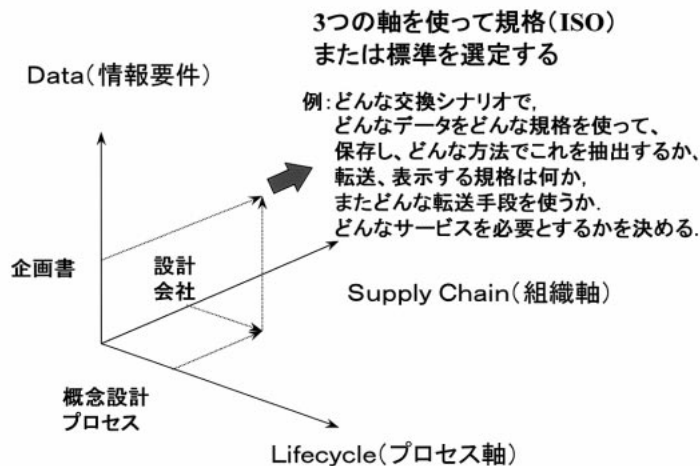 3つの軸を使って規格(ISO)
または標準を選定する
Data(情報要件)
例:どんな交換シナリオで,
どんなデータをどんな規格を使って、
保存し、どんな方法でこれを抽出するか、
転送、表示する規格は何か,
またどんな転送手段を使うか.
どんなサービスを必要とするかを決める.
企画書
設計
会社
Supply Chain(組織軸)
概念設計
プロセス
Lifecycle(プロセス軸)